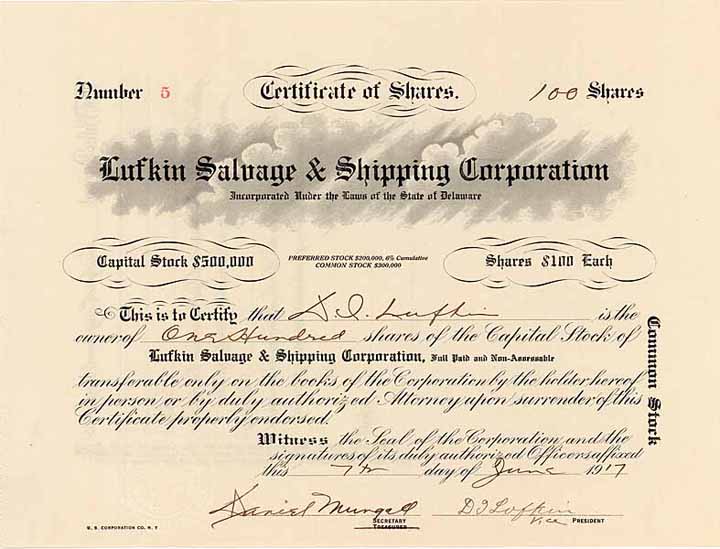 Number 5 Certificate of Shares. 100 Shares
Lufkin Salvage & Shipping Corporation
Incorporated Under the Laws of the State of Delaware
Capital Stock $500,000
PREFERRED STOCK $200,000, 6% Cumulative
COMMON STOCK $300,000
Shares $100 Each
This is to Certify that D. I. Lufkin is the
owner of One Hundred shares of the Capital Stock of
Lufkin Salvage & Shipping Corporation, Full Paid and Non-Assessable
transferable only on the books of the Corporation by the holder hereof
in person or by duly authorized Attorney upon surrender of this
Certificate properly endorsed.
Common Stock
Witness the Seal of the Corporation and the
signatures of its duly authorized Officers affixed
this 7th day of June 1917
Daniel
SECRETARY
TREASURER
D I Lufkin
Vice PRESIDENT
U. S. CORPORATION CO. N. Y.